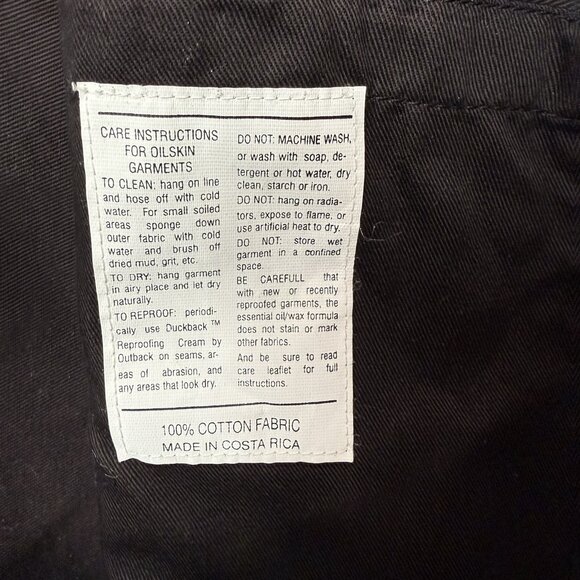 CARE INSTRUCTIONS
FOR OILSKIN
GARMENTS
TO CLEAN: hang on line
and hose off with cold
water. For small soiled
areas sponge down
outer fabric with cold
water and brush off
dried mud, grit, etc.
TO DRY: hang garment
in airy place and let dry
naturally.
TO REPROOF: periodi-
cally use Duckback™
Reproofing Cream by
Outback on seams, ar-
eas of abrasion, and
any areas that look dry.
DO NOT: MACHINE WASH,
or wash with soap, de-
tergent or hot water, dry
clean, starch or iron.
DO NOT: hang on radia-
tors, expose to flame, or
use artificial heat to dry.
DO NOT: store wet
garment in a confined
space.
BE CAREFULL that
with new or recently
reproofed garments, the
essential oil/wax formula
does not stain or mark
other fabrics.
And be sure to read
care leaflet for full
instructions.
100% COTTON FABRIC
MADE IN COSTA RICA